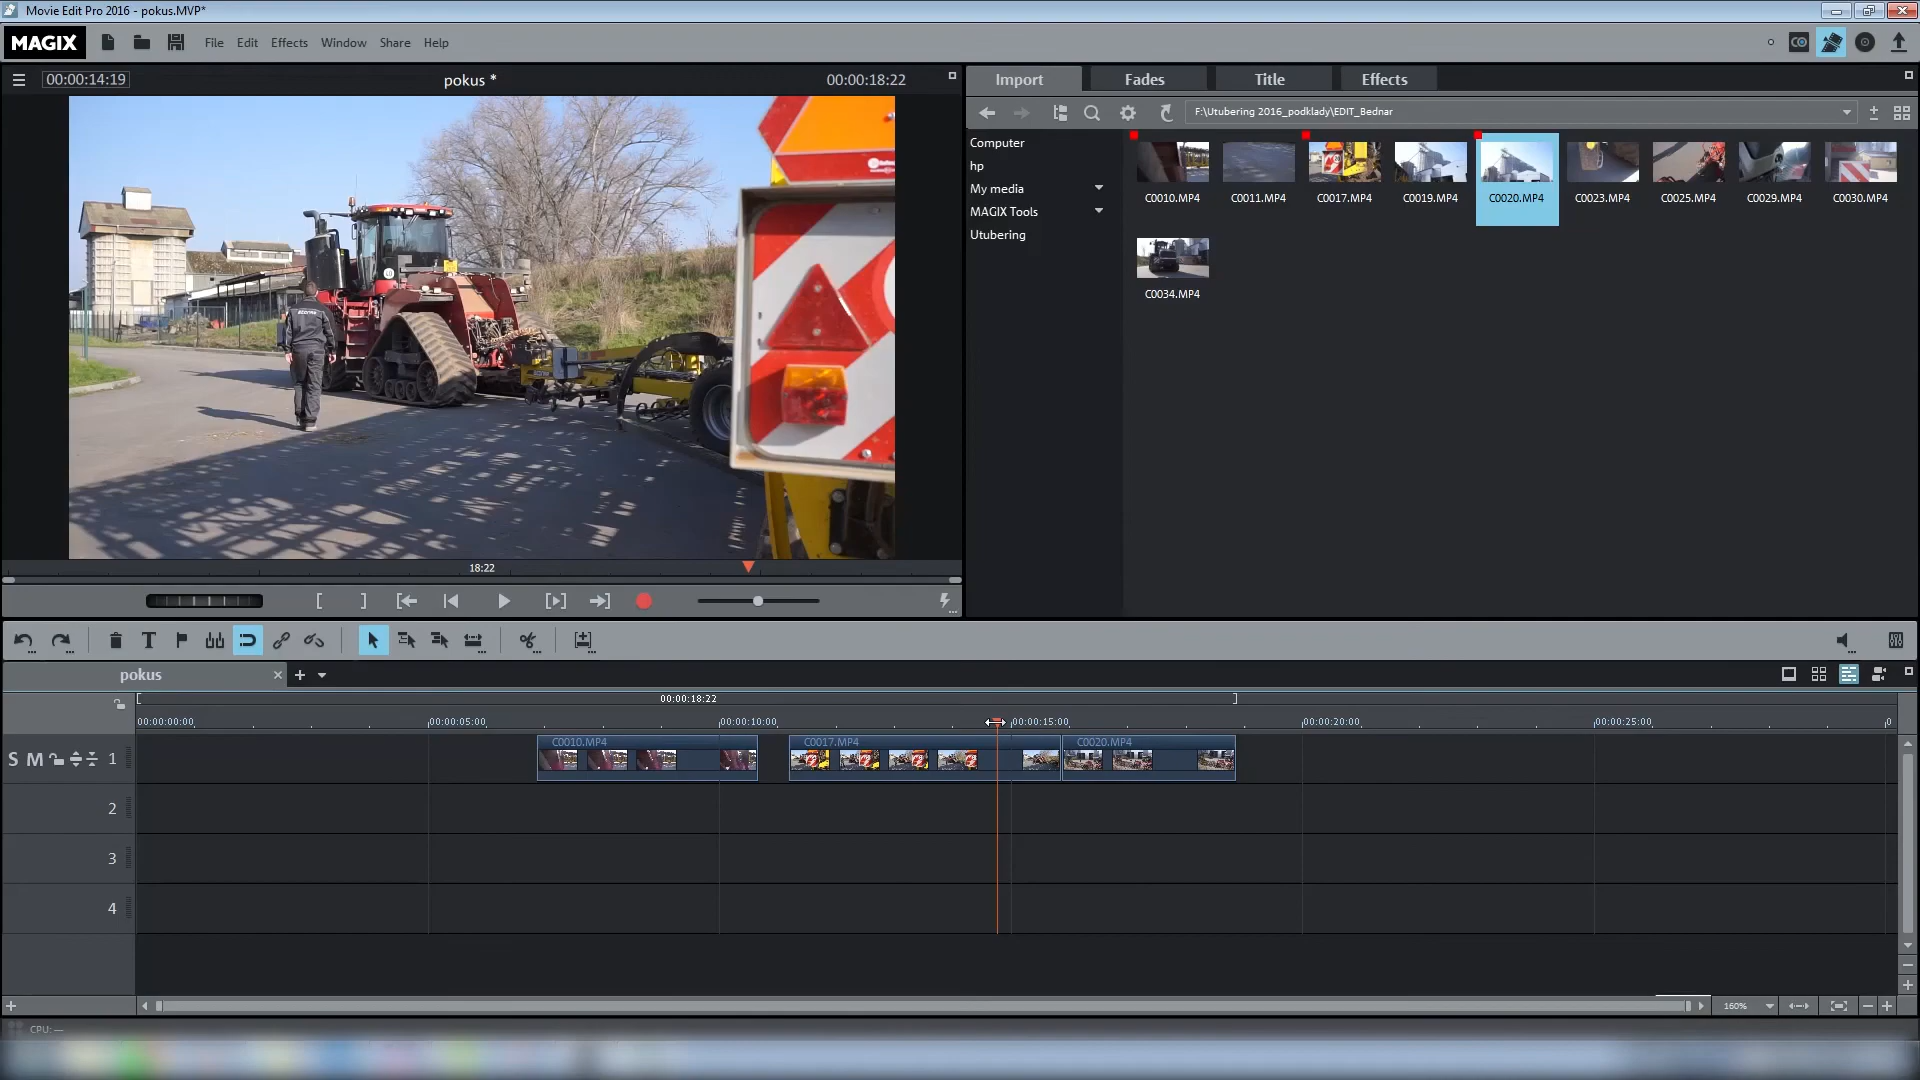 Movie Edit Pro 2016 - pokus.MVP*
MAGIX File Edit Effects Window Share Help
00:00:14:19 pokus * 00:00:18:22
Import Fades Title Effects
F:\Utubering 2016_podklady\EDIT_Bednar
Computer
hp
My media
MAGIX Tools
Utubering
C0010.MP4 C0011.MP4 C0017.MP4 C0019.MP4 C0020.MP4 C0023.MP4 C0025.MP4 C0029.MP4 C0030.MP4
C0034.MP4
18:22
pokus
00:00:18:22
00:00:00:00 00:00:05:00 00:00:10:00 00:00:15:00 00:00:20:00 00:00:25:00 0
C0010.MP4 C0017.MP4 C0020.MP4
S M 1
2
3
4
160%
CPU: —